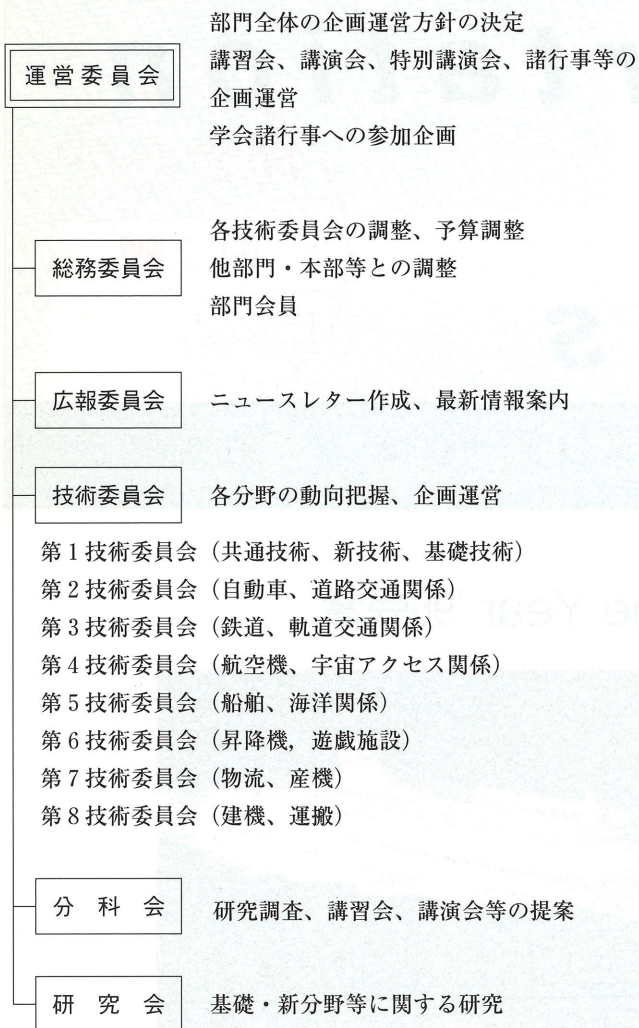 部門全体の企画運営方針の決定
運営委員会 講習会、講演会、特別講演会、諸行事等の
企画運営
学会諸行事への参加企画
各技術委員会の調整、予算調整
総務委員会 他部門・本部等との調整
部門会員
広報委員会 ニュースレター作成、最新情報案内
技術委員会 各分野の動向把握、企画運営
第1技術委員会（共通技術、新技術、基礎技術）
第2技術委員会（自動車、道路交通関係）
第3技術委員会（鉄道、軌道交通関係）
第4技術委員会（航空機、宇宙アクセス関係）
第5技術委員会（船舶、海洋関係）
第6技術委員会（昇降機，遊戯施設）
第7技術委員会（物流、産機）
第8技術委員会（建機、運搬）
分科会 研究調査、講習会、講演会等の提案
研究会 基礎・新分野等に関する研究